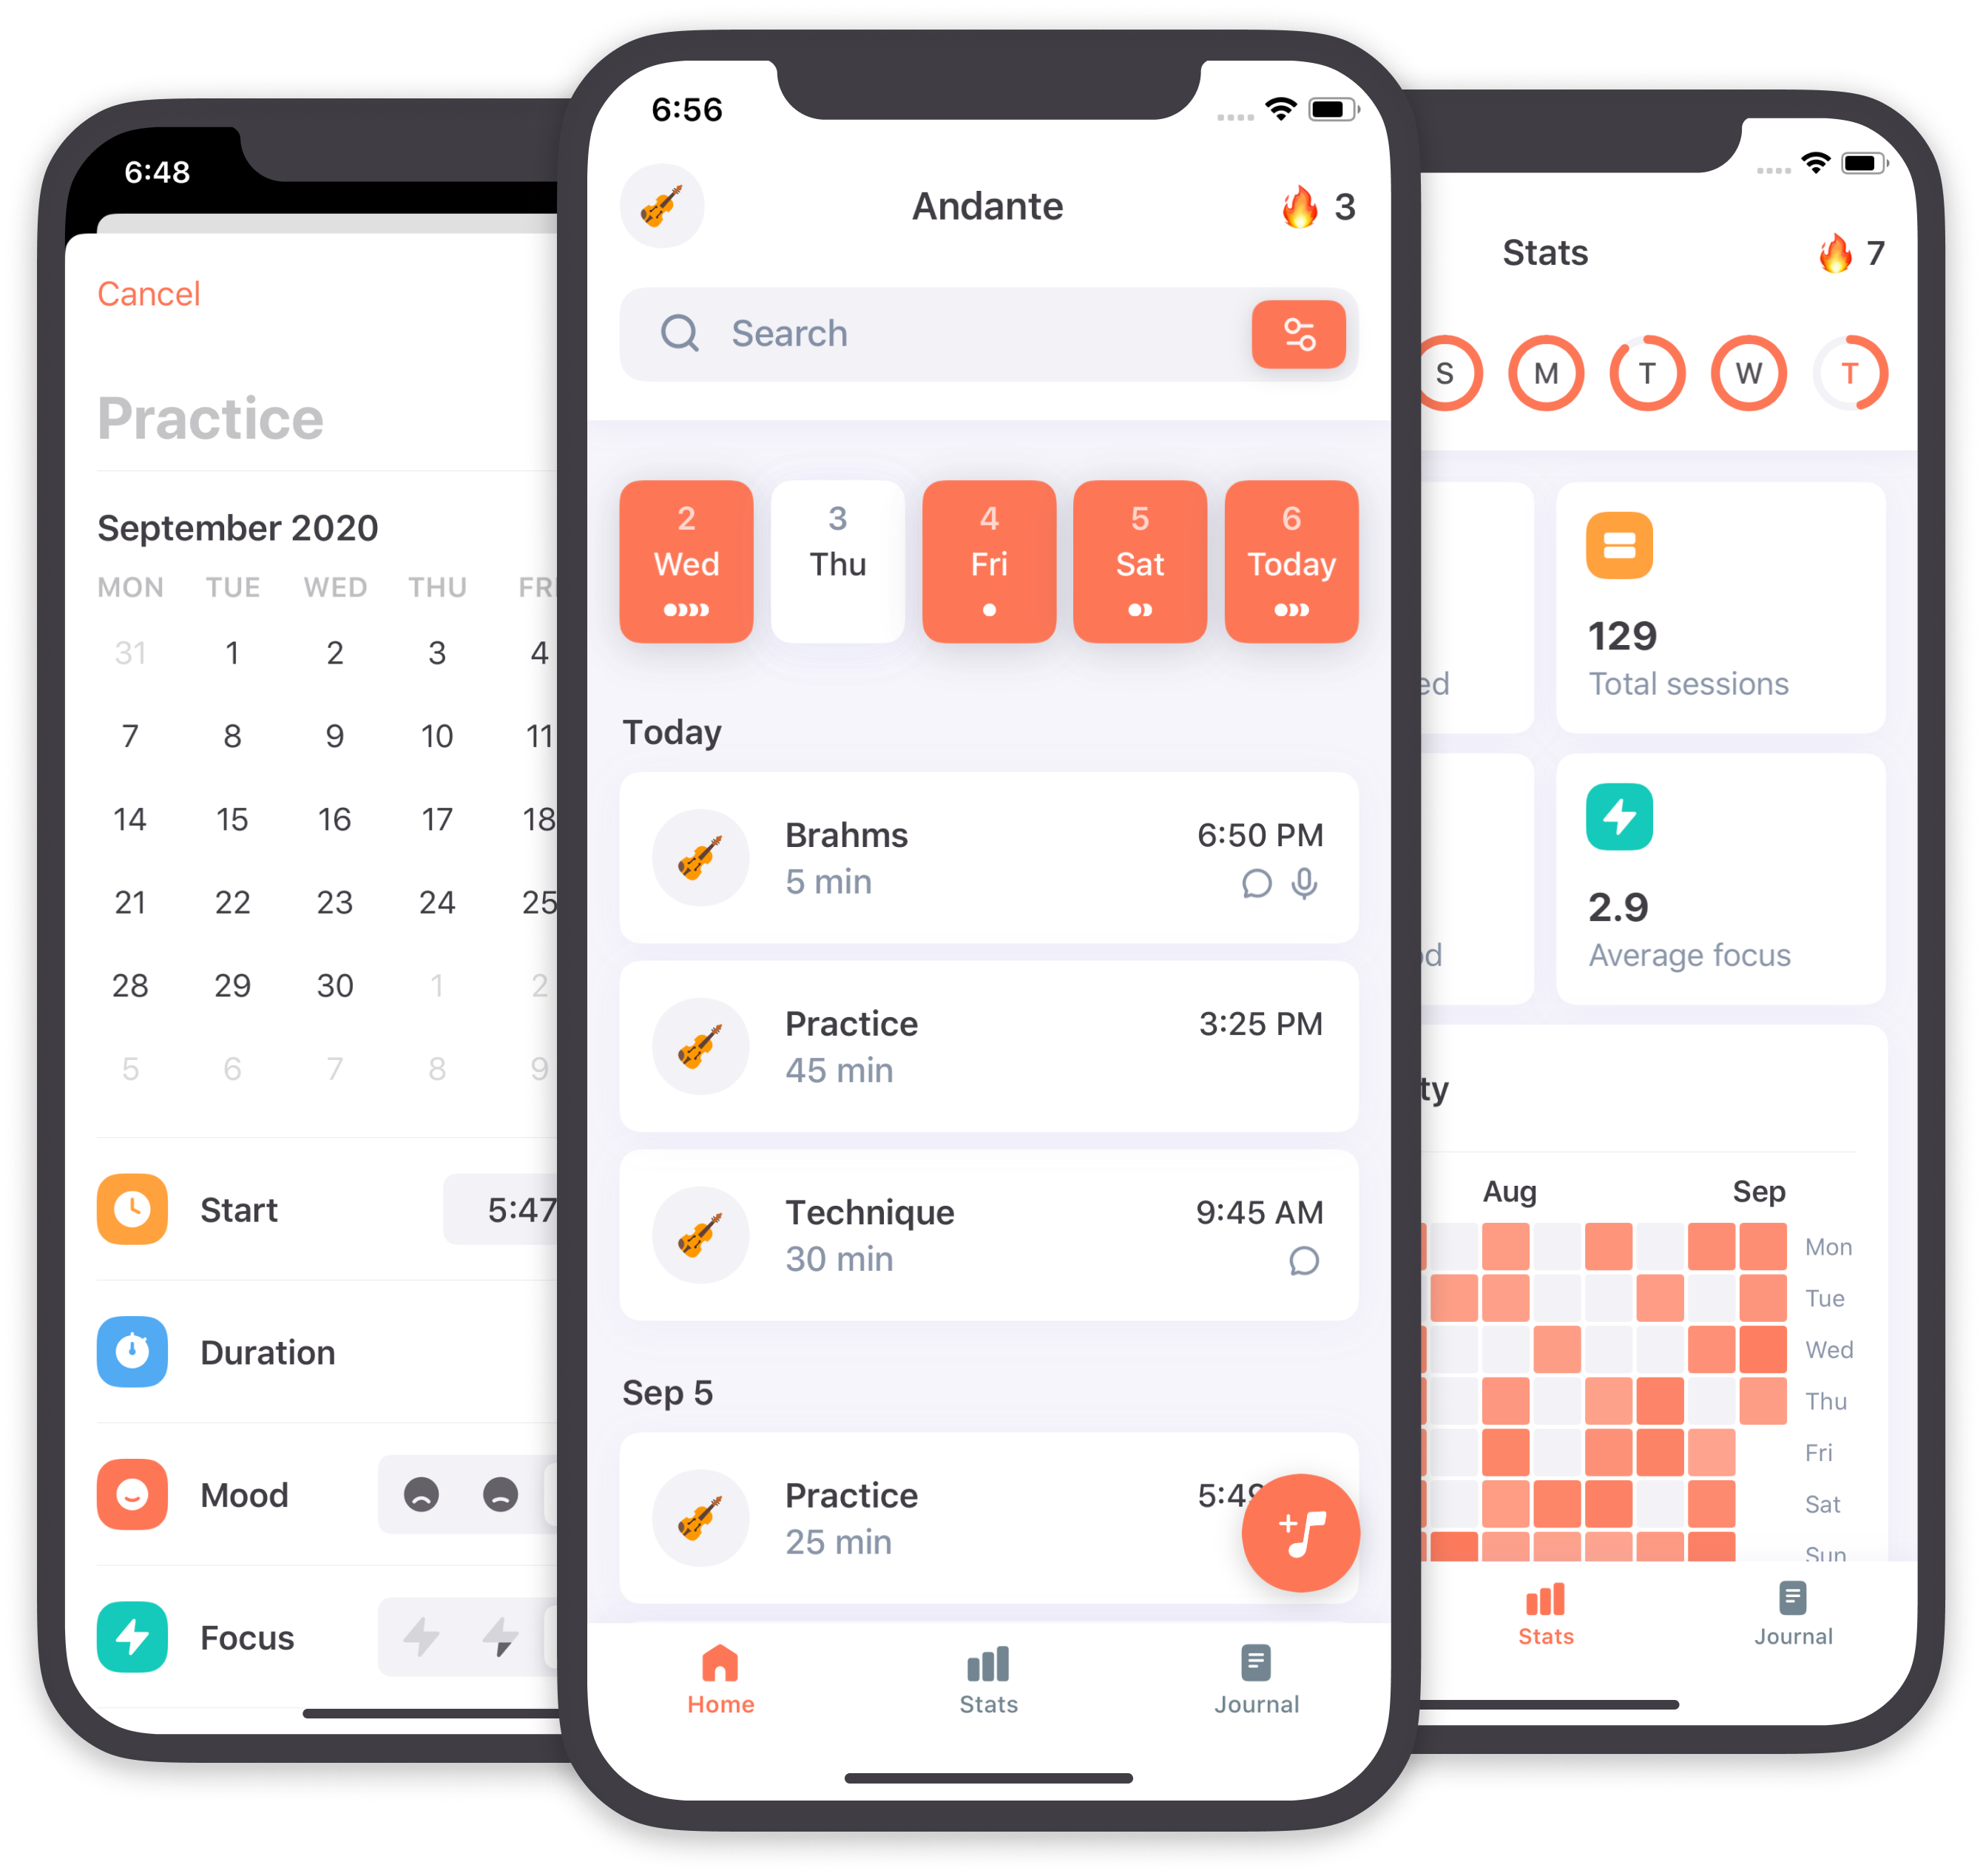 6:48
Cancel
Practice
September 2020
MON TUE WED THU FRI
31 1 2 3 4
7 8 9 10 11
14 15 16 17 18
21 22 23 24 25
28 29 30 1 2
5 6 7 8 9
Start 5:47
Duration
Mood
Focus
6:56
Andante 3
Search
2 3 4 5 6
Wed Thu Fri Sat Today
Today
Brahms 6:50 PM
5 min
Practice 3:25 PM
45 min
Technique 9:45 AM
30 min
Sep 5
Practice 5:49
25 min
Home Stats Journal
Stats 7
S M T W T
129
Total sessions
2.9
Average focus
Aug Sep
Mon
Tue
Wed
Thu
Fri
Sat
Sun
Stats Journal